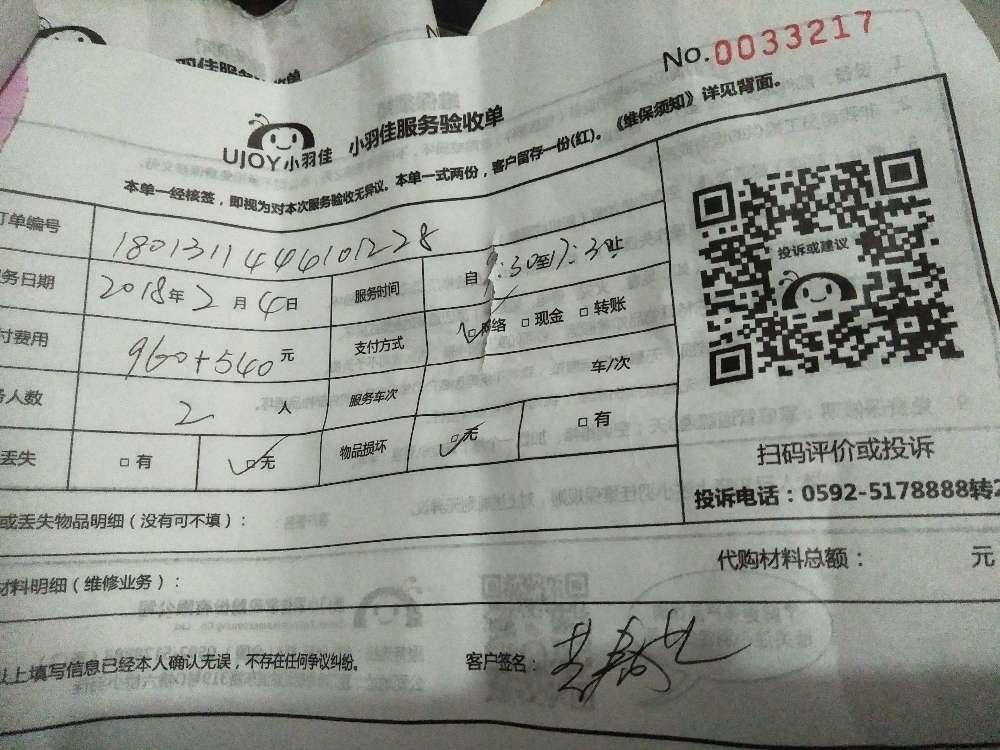 No.0033217
UJOY小羽佳 小羽佳服务验收单
本单一经核签，即视为对本次服务验收无异议。本单一式两份，客户留存一份(红)。《维保须知》详见背面。
订单编号
服务日期 2018年2月4日 服务时间 自 :30至17:30止
付费用 960+540元 支付方式 □网络 □现金 □转账
人数 2人 服务车次 车/次
丢失 □有 □无 物品损坏 □无 □有
投诉或建议
扫码评价或投诉
投诉电话：0592-5178888转2
或丢失物品明细（没有可不填）：
代购材料总额： 元
材料明细（维修业务）：
以上填写信息已经本人确认无误，不存在任何争议纠纷。 客户签名：